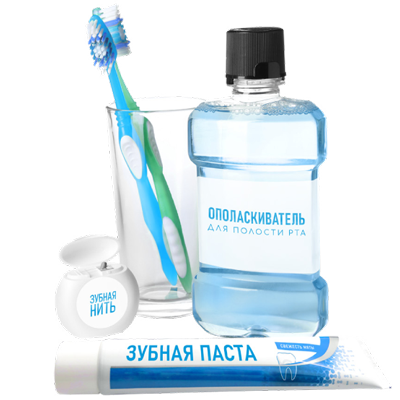 ОПОЛАСКИВАТЕЛЬ
ДЛЯ ПОЛОСТИ РТА
ЗУБНАЯ
НИТЬ
ЗУБНАЯ ПАСТА
СВЕЖЕСТЬ МЯТЫ